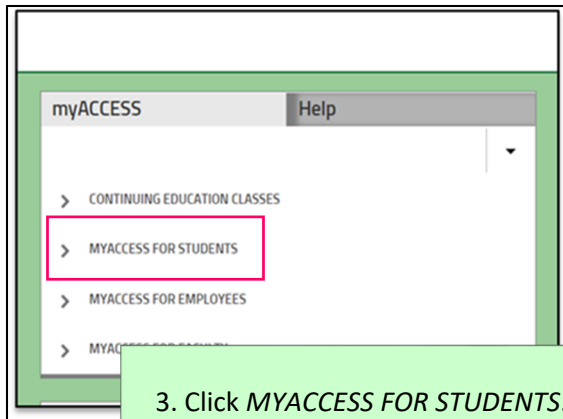 myACCESS
Help
CONTINUING EDUCATION CLASSES
MYACCESS FOR STUDENTS
MYACCESS FOR EMPLOYEES
3. Click MYACCESS FOR STUDENTS.